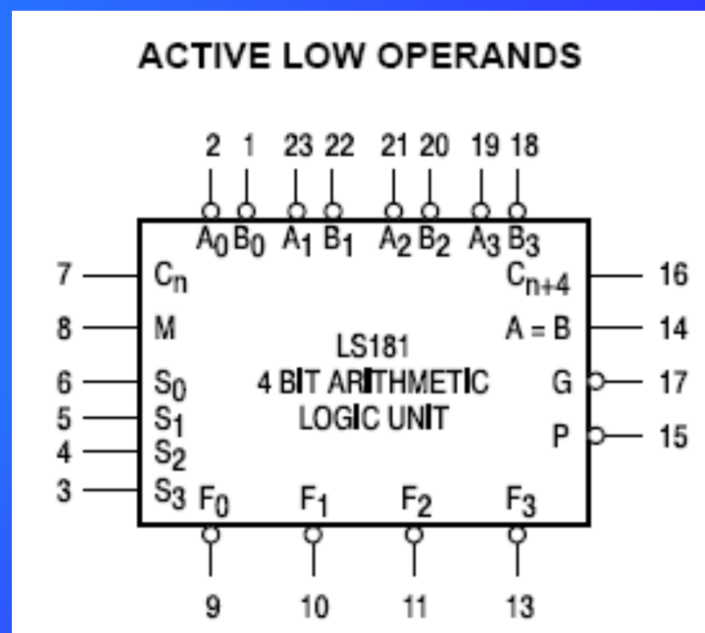 ACTIVE LOW OPERANDS
2 1 23 22 21 20 19 18
A0 B0 A1 B1 A2 B2 A3 B3
7 Cn Cn+4 16
8 M A = B 14
LS181
6 S0 4 BIT ARITHMETIC G 17
5 S1 LOGIC UNIT
4 S2 P 15
3 S3 F0 F1 F2 F3
9 10 11 13